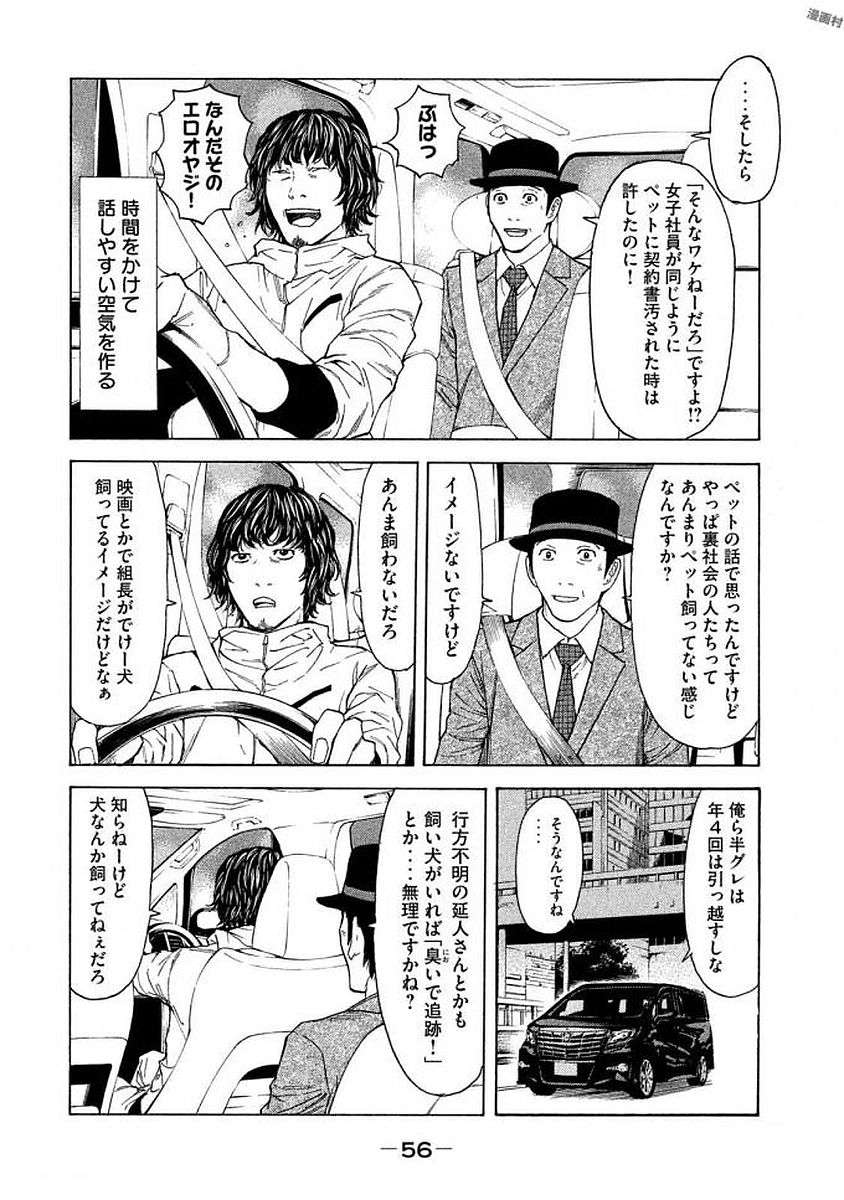 漫画村
‥‥そしたら
「そんなワケねーだろ」ですよ!?
女子社員が同じように
ペットに契約書汚された時は
許したのに！
ぶはっ
なんだその
エロオヤジ！
時間をかけて
話しやすい空気を作る
ペットの話で思ったんですけど
やっぱ裏社会の人たちって
あんまりペット飼ってない感じ
なんですか？
イメージないですけど
あんま飼わないだろ
映画とかで組長がでけー犬
飼ってるイメージだけどなぁ
俺ら半グレは
年4回は引っ越すしな
そうなんですね
‥‥
行方不明の延人さんとかも
飼い犬がいれば「臭いで追跡！」
にお
とか‥‥無理ですかね？
知らねーけど
犬なんか飼ってねぇだろ
—56—